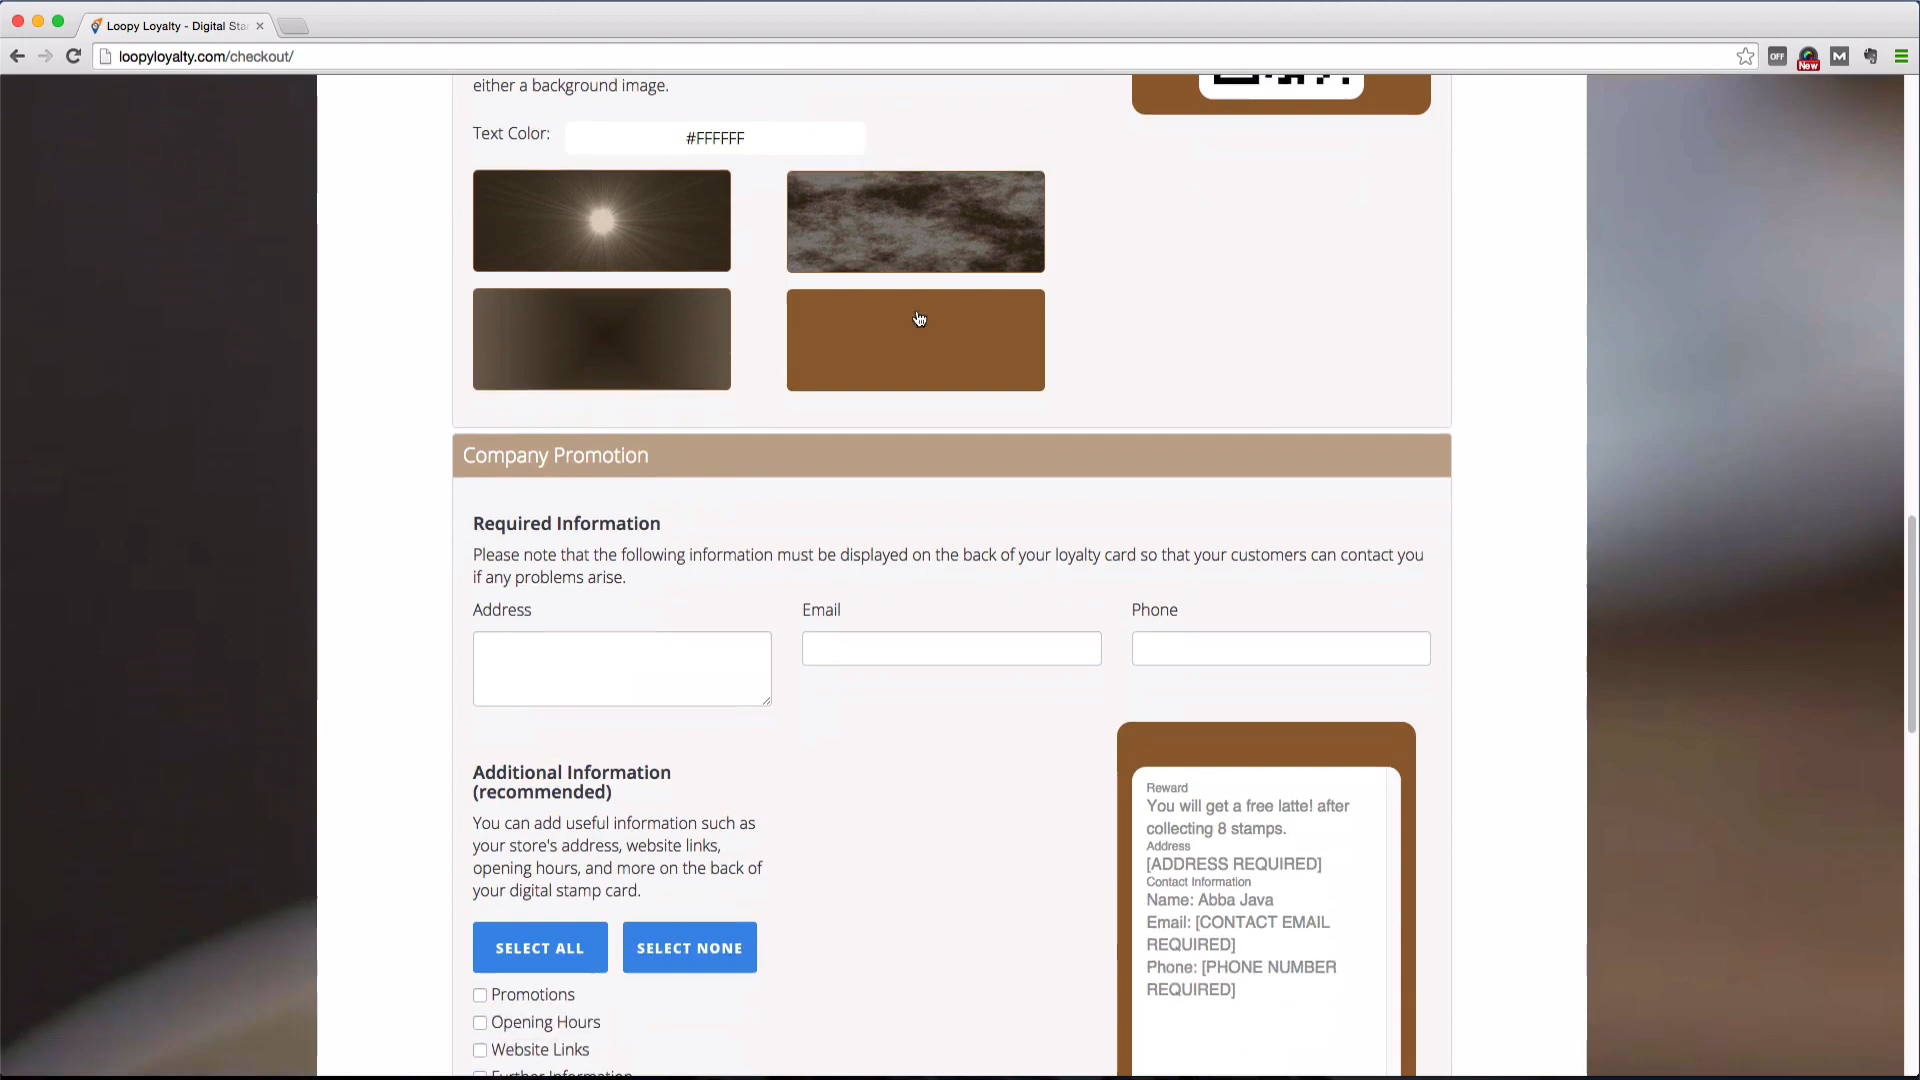 Loopy Loyalty - Digital Sta
loopyloyalty.com/checkout/
OFF
New
M
either a background image.
Text Color:
#FFFFFF
Company Promotion
Required Information
Please note that the following information must be displayed on the back of your loyalty card so that your customers can contact you
if any problems arise.
Address
Email
Phone
Additional Information
(recommended)
You can add useful information such as
your store's address, website links,
opening hours, and more on the back of
your digital stamp card.
SELECT ALL
SELECT NONE
Promotions
Opening Hours
Website Links
Further Information
Reward
You will get a free latte! after
collecting 8 stamps.
Address
[ADDRESS REQUIRED]
Contact Information
Name: Abba Java
Email: [CONTACT EMAIL
REQUIRED]
Phone: [PHONE NUMBER
REQUIRED]